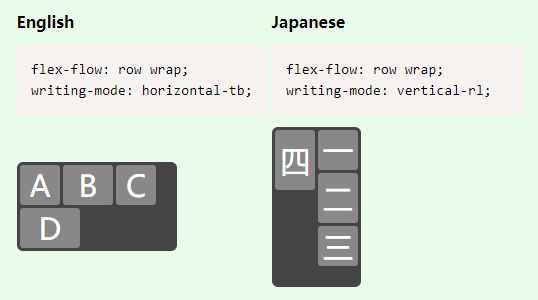 English
flex-flow: row wrap;
writing-mode: horizontal-tb;
A B C
D
Japanese
flex-flow: row wrap;
writing-mode: vertical-rl;
一二三
四